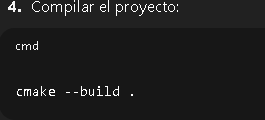 4. Compilar el proyecto:
cmd
cmake --build .